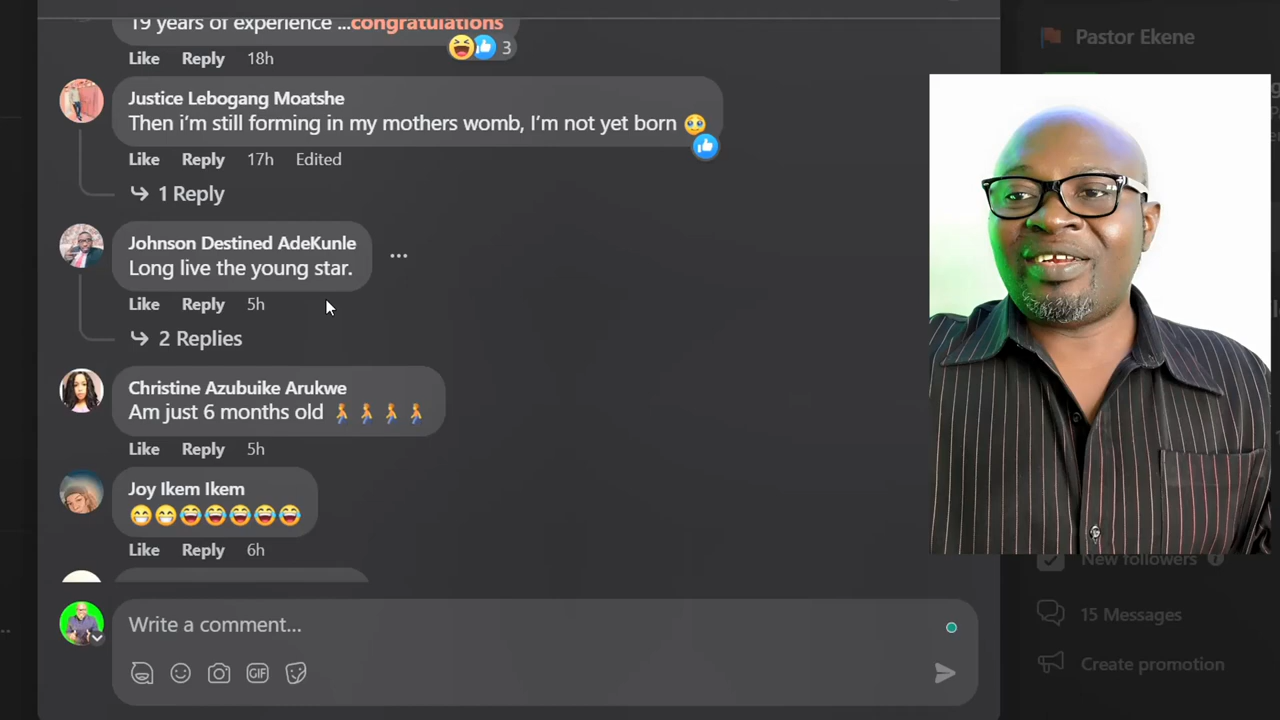 19 years of experience ...congratulations
3
Like Reply 18h
Justice Lebogang Moatshe
Then i'm still forming in my mothers womb, I'm not yet born 🥹
Like Reply 17h Edited
1 Reply
Johnson Destined AdeKunle
Long live the young star.
Like Reply 5h
2 Replies
Christine Azubuike Arukwe
Am just 6 months old 🚶🚶🚶🚶
Like Reply 5h
Joy Ikem Ikem
😁😁😂😂😂😂😂
Like Reply 6h
Write a comment...
GIF
Pastor Ekene
New followers
15 Messages
Create promotion